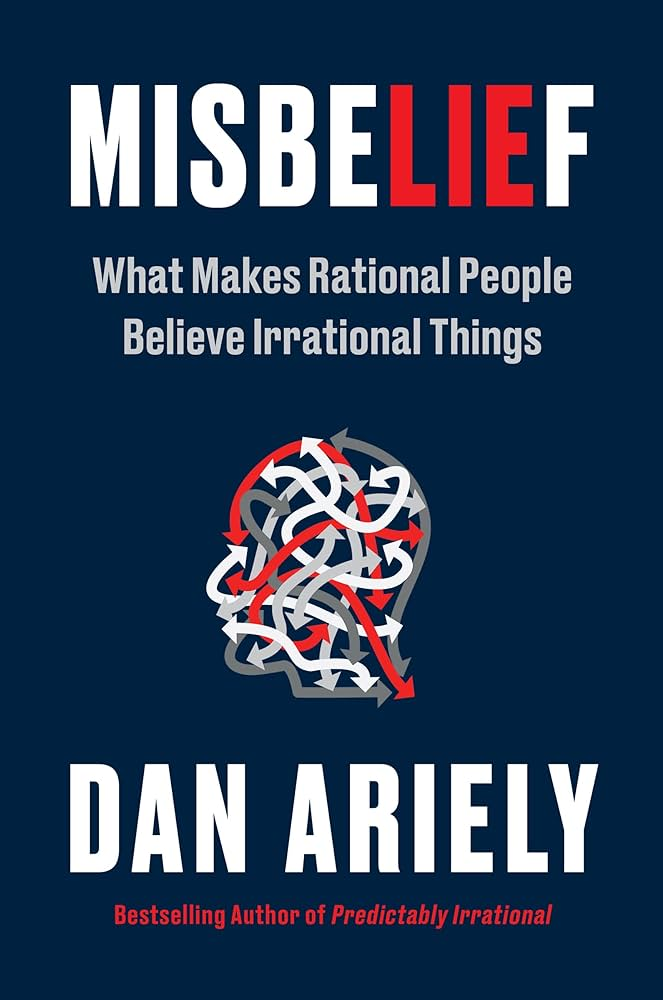 MISBELIEF
What Makes Rational People
Believe Irrational Things
DAN ARIELY
Bestselling Author of Predictably Irrational